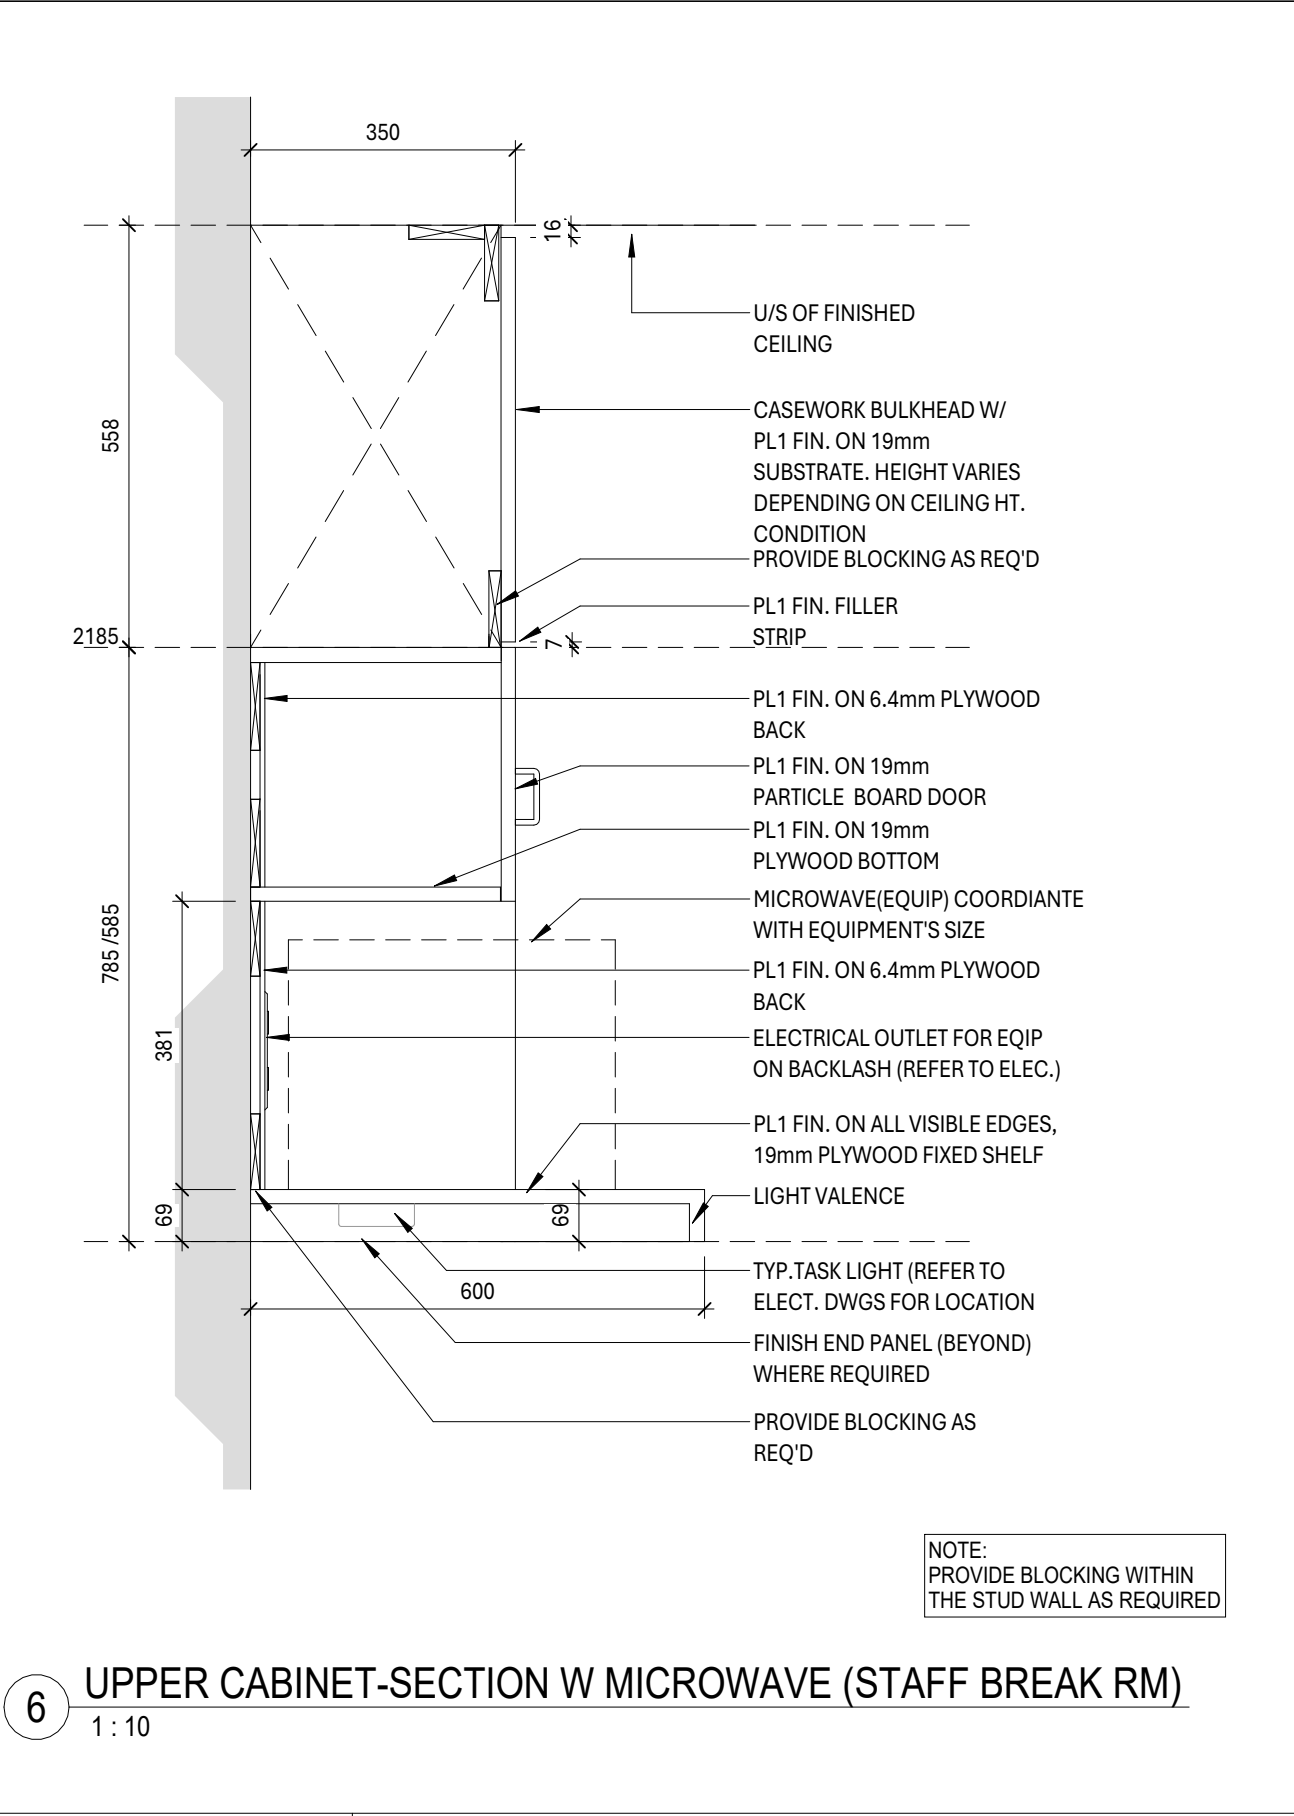 350
16
U/S OF FINISHED
CEILING
CASEWORK BULKHEAD W/
PL1 FIN. ON 19mm
SUBSTRATE. HEIGHT VARIES
DEPENDING ON CEILING HT.
CONDITION
558
PROVIDE BLOCKING AS REQ'D
PL1 FIN. FILLER
STRIP
2185
7
PL1 FIN. ON 6.4mm PLYWOOD
BACK
PL1 FIN. ON 19mm
PARTICLE BOARD DOOR
PL1 FIN. ON 19mm
PLYWOOD BOTTOM
MICROWAVE(EQUIP) COORDIANTE
WITH EQUIPMENT'S SIZE
785 /585
PL1 FIN. ON 6.4mm PLYWOOD
BACK
381
ELECTRICAL OUTLET FOR EQIP
ON BACKLASH (REFER TO ELEC.)
PL1 FIN. ON ALL VISIBLE EDGES,
19mm PLYWOOD FIXED SHELF
LIGHT VALENCE
69
69
TYP.TASK LIGHT (REFER TO
ELECT. DWGS FOR LOCATION
600
FINISH END PANEL (BEYOND)
WHERE REQUIRED
PROVIDE BLOCKING AS
REQ'D
NOTE:
PROVIDE BLOCKING WITHIN
THE STUD WALL AS REQUIRED
6
UPPER CABINET-SECTION W MICROWAVE (STAFF BREAK RM)
1 : 10